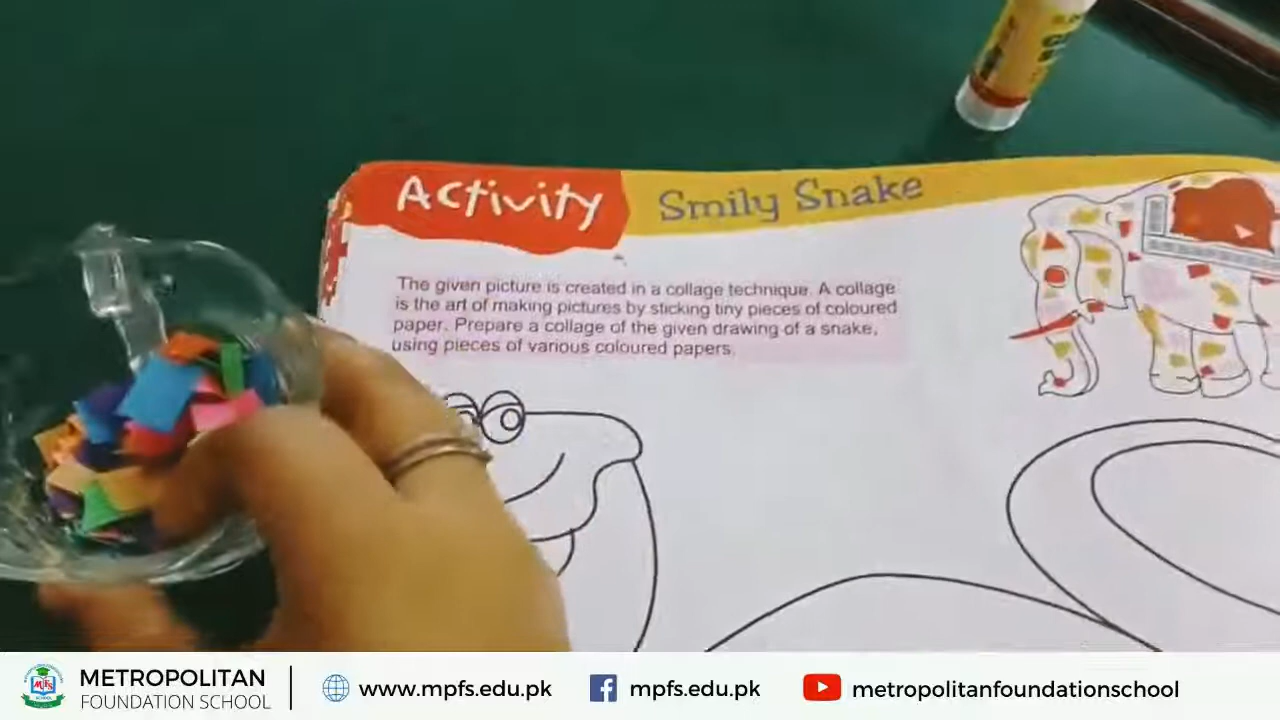 Activity Smily Snake
The given picture is created in a collage technique. A collage
is the art of making pictures by sticking tiny pieces of coloured
paper. Prepare a collage of the given drawing of a snake,
using pieces of various coloured papers.
METROPOLITAN
FOUNDATION SCHOOL
www.mpfs.edu.pk
mpfs.edu.pk
metropolitanfoundationschool